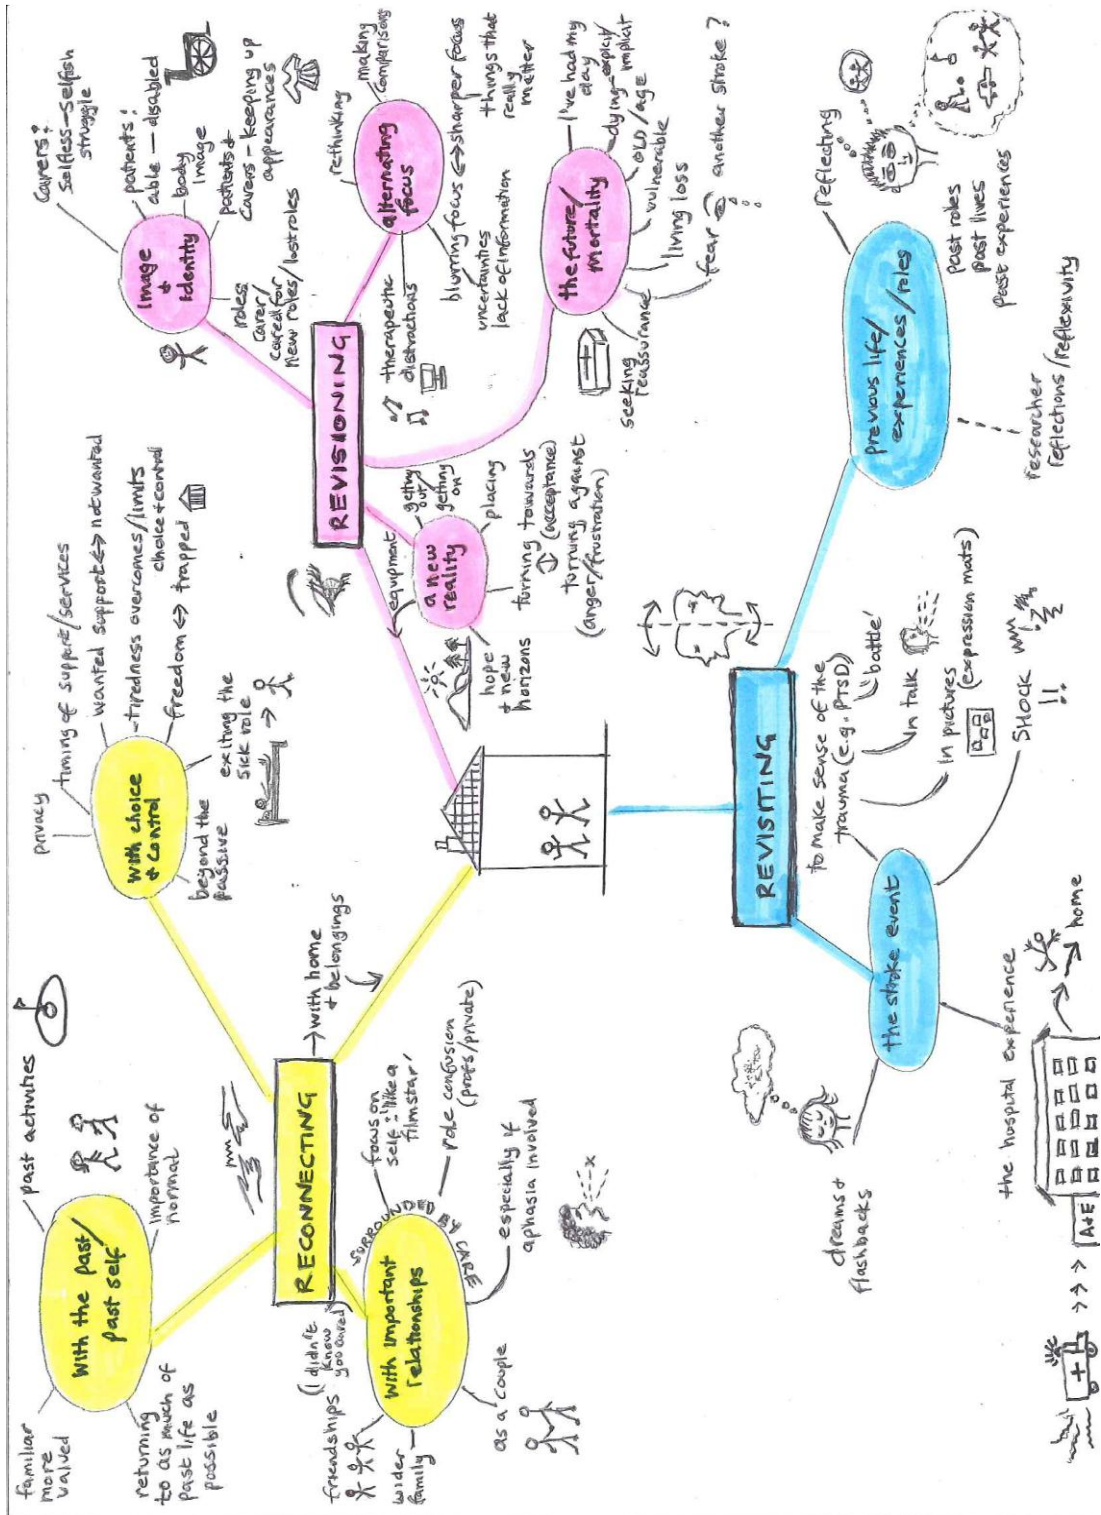 familiar
more
valued
past activities
With the past/
past self
importance of
normal
returning
to as much of
past life as
possible
privacy
timing of support/services
wanted support ↔ not wanted
tiredness overcomes/limits
choice + control
freedom ↔ trapped
With choice
+ control
beyond the
passive
exiting the
sick role
RECONNECTING
→ with home
+ belongings
friendships
(I didn't
know
you cared)
wider
family
With important
relationships
SURROUNDED BY CARE
focus on
self: 'like a
filmstar'
role confusion
(profs/private)
especially if
aphasia involved
as a couple
carers:
selfless – selfish
struggle
patients:
able – disabled
body
image
patients +
carers – keeping up
appearances
Image
+
identity
roles
carer/
cared for
new roles/lost roles
REVISIONING
rethinking
making
comparisons
alternating
focus
therapeutic
distractions
blurring focus ↔ sharper focus
things that
really
matter
uncertainties
lack of information
the future/
mortality
I've had my
day
dying explicit/
implicit
OLD/AGE
vulnerable
living loss
fear
another stroke?
seeking
reassurance
equipment
getting
out/
getting
on
a new
reality
placing
turning towards
(acceptance)
turning against
(anger/frustration)
hope
+ new
horizons
REVISITING
to make sense of the
trauma (e.g. PTSD)
'battle'
in talk
in pictures
(expression mats)
SHOCK
!!
the stroke event
dreams +
flashbacks
the hospital experience
A+E
home
previous life/
experiences/roles
reflecting
past roles
past lives
past experiences
researcher
reflections/reflexivity